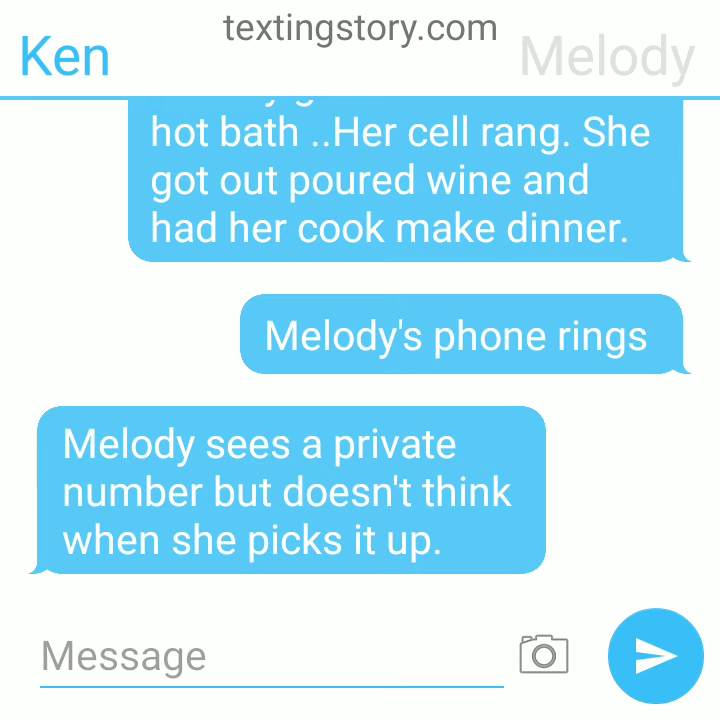 textingstory.com
Ken
Melody
hot bath ..Her cell rang. She
got out poured wine and
had her cook make dinner.
Melody's phone rings
Melody sees a private
number but doesn't think
when she picks it up.
Message